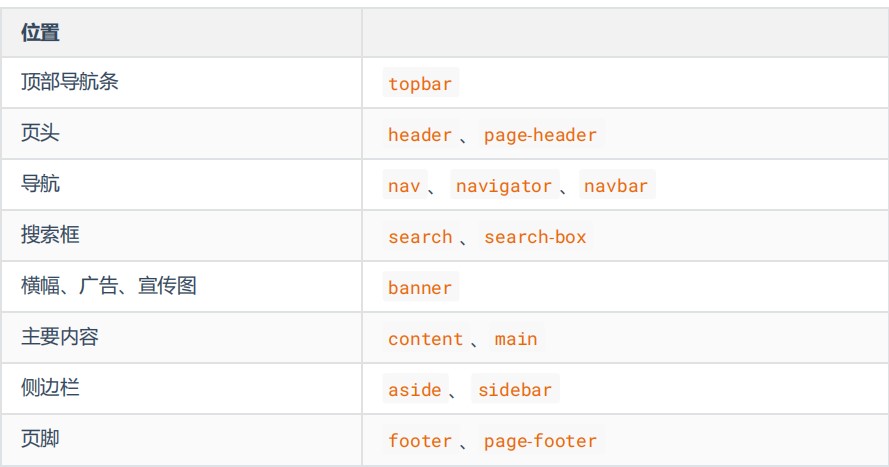 位置
顶部导航条 topbar
页头 header 、 page-header
导航 nav 、 navigator 、 navbar
搜索框 search 、 search-box
横幅、广告、宣传图 banner
主要内容 content 、 main
侧边栏 aside 、 sidebar
页脚 footer 、 page-footer